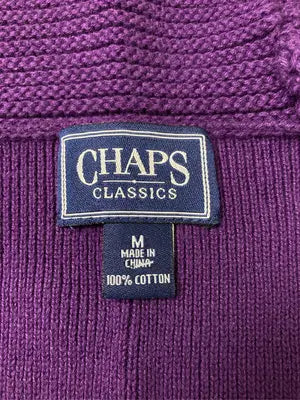 CHAPS
CLASSICS
M
MADE IN
CHINA
100% COTTON